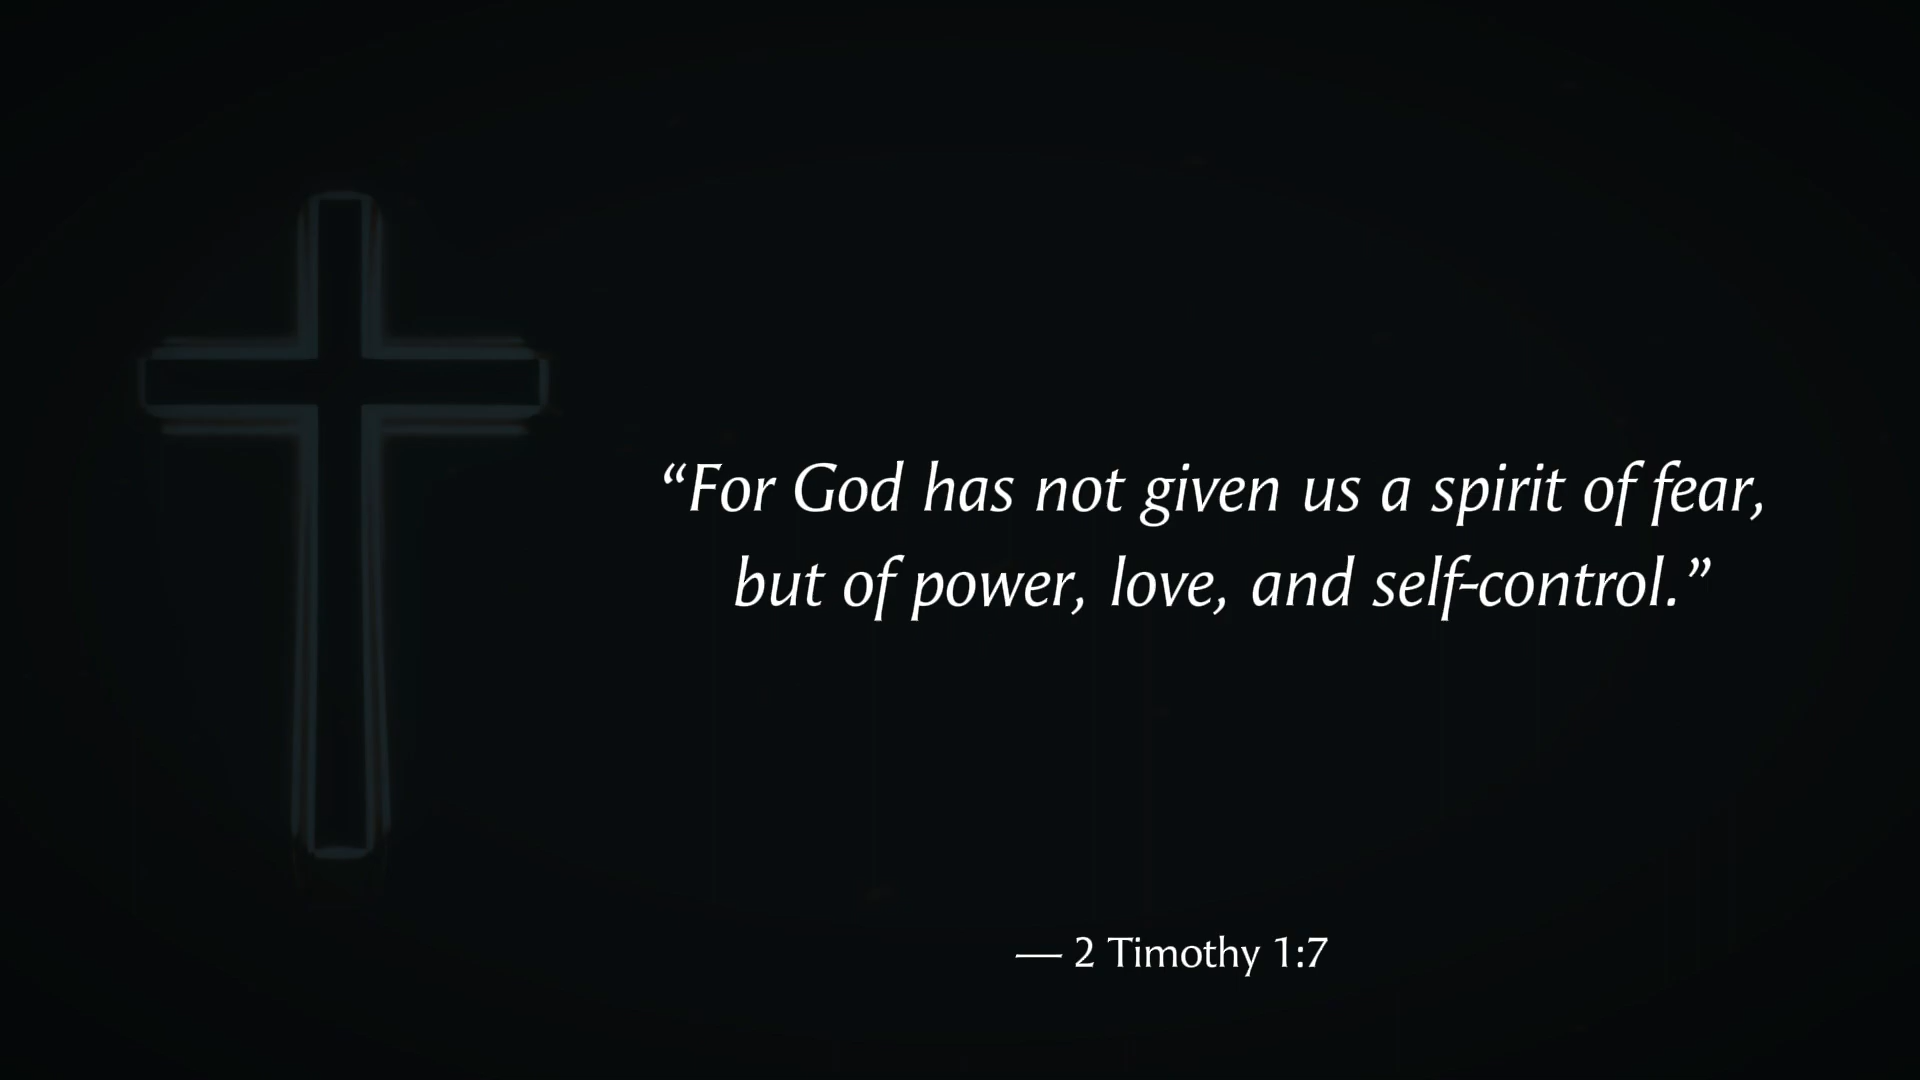 “For God has not given us a spirit of fear,
but of power, love, and self-control.”
— 2 Timothy 1:7